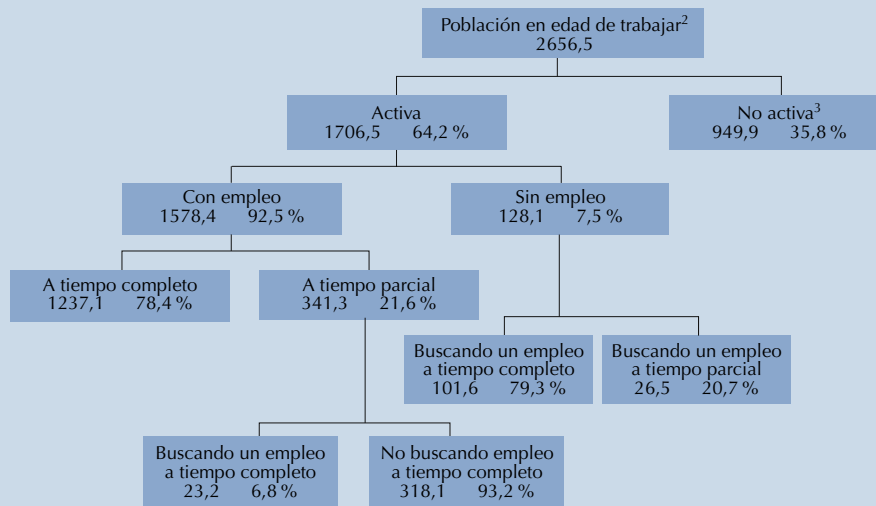 Población en edad de trabajar²
2656,5
Activa
1706,5 64,2 %
No activa³
949,9 35,8 %
Con empleo
1578,4 92,5 %
Sin empleo
128,1 7,5 %
A tiempo completo
1237,1 78,4 %
A tiempo parcial
341,3 21,6 %
Buscando un empleo
a tiempo completo
101,6 79,3 %
Buscando un empleo
a tiempo parcial
26,5 20,7 %
Buscando un empleo
a tiempo completo
23,2 6,8 %
No buscando empleo
a tiempo completo
318,1 93,2 %